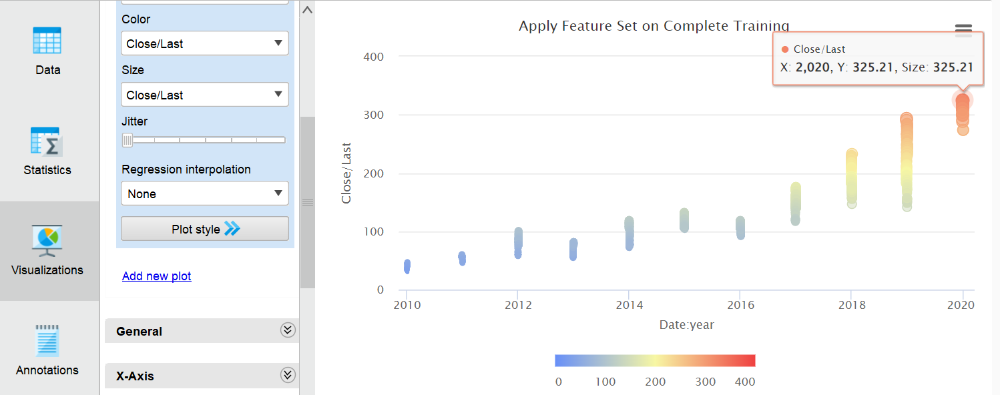 Data
Statistics
Visualizations
Annotations
Color
Close/Last
Size
Close/Last
Jitter
Regression interpolation
None
Plot style
Add new plot
General
X-Axis
Apply Feature Set on Complete Training
Close/Last
X: 2,020, Y: 325.21, Size: 325.21
Close/Last
400
300
200
100
0
2010 2012 2014 2016 2018 2020
Date:year
0 100 200 300 400